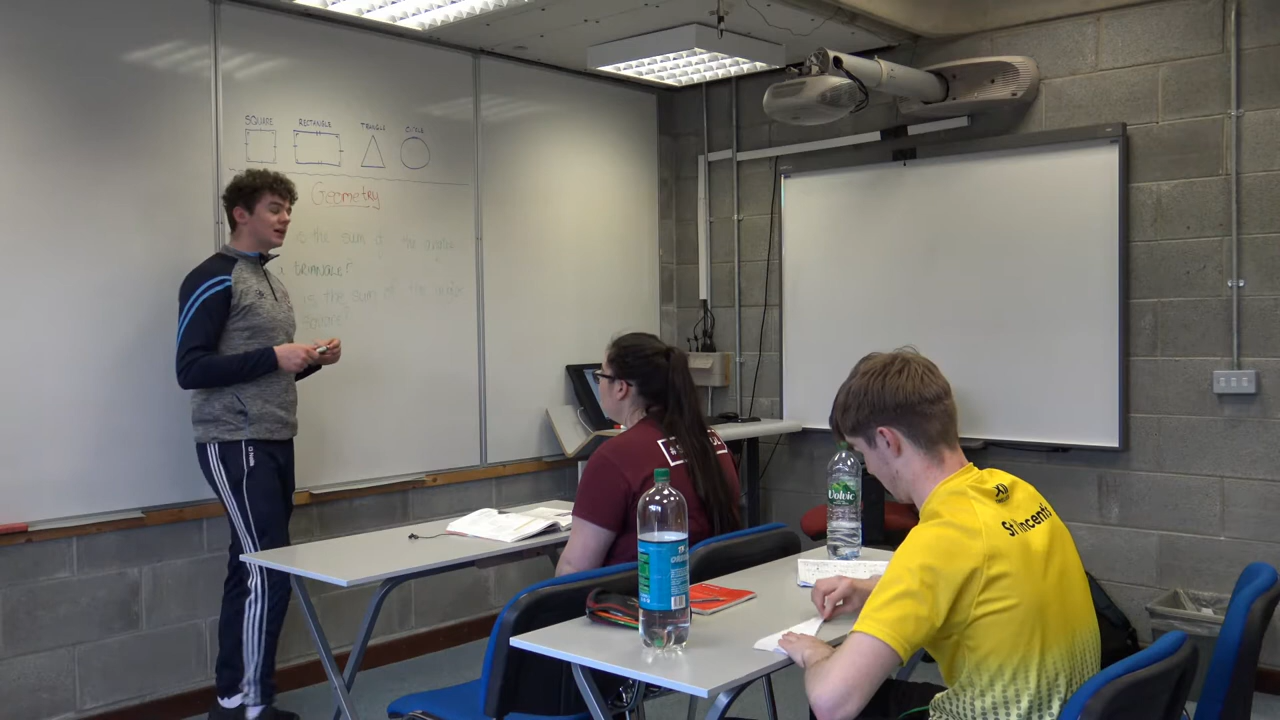 SQUARE RECTANGLE TRIANGLE CIRCLE
Geometry
is the sum of the angles
a triangle?
is the sum of the angles
square?
Volvic
St Vincent's